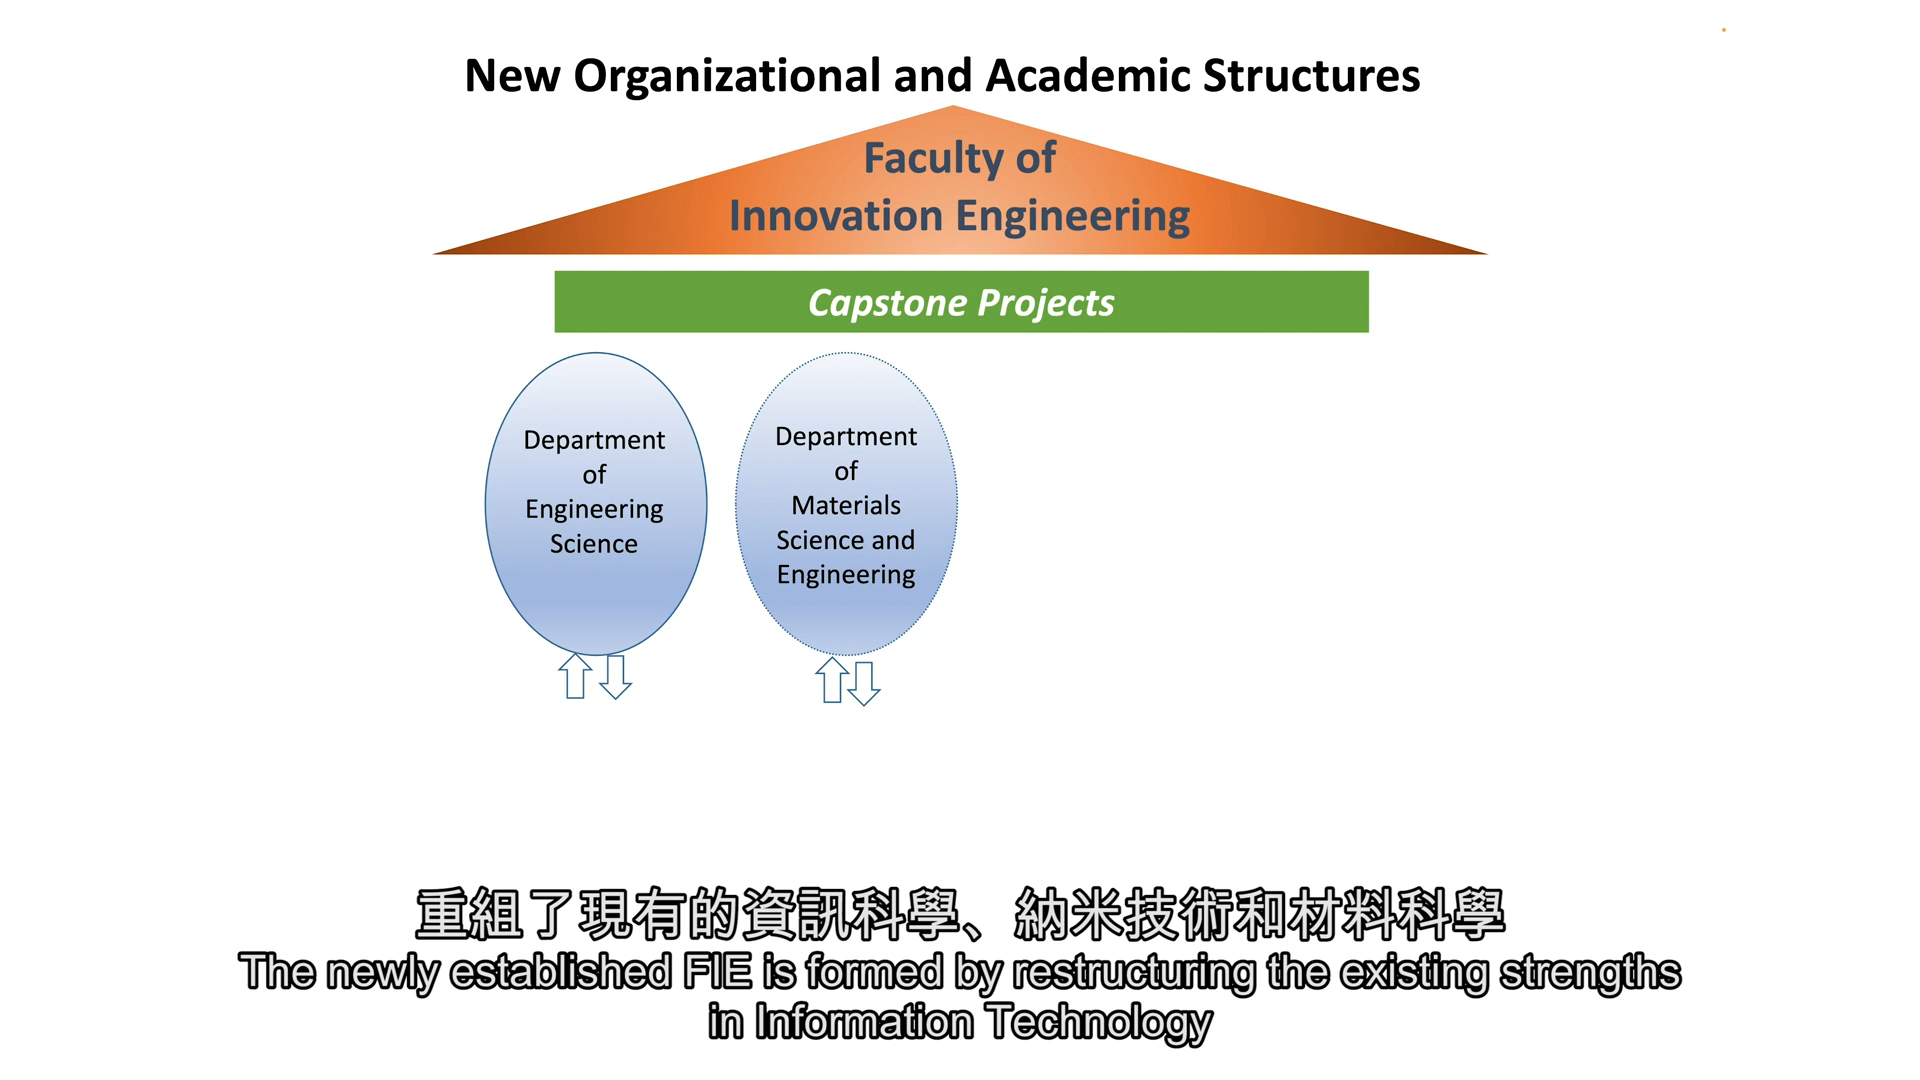 New Organizational and Academic Structures
Faculty of
Innovation Engineering
Capstone Projects
Department
of
Engineering
Science
Department
of
Materials
Science and
Engineering
重組了現有的資訊科學、納米技術和材料科學
The newly established FIE is formed by restructuring the existing strengths
in Information Technology